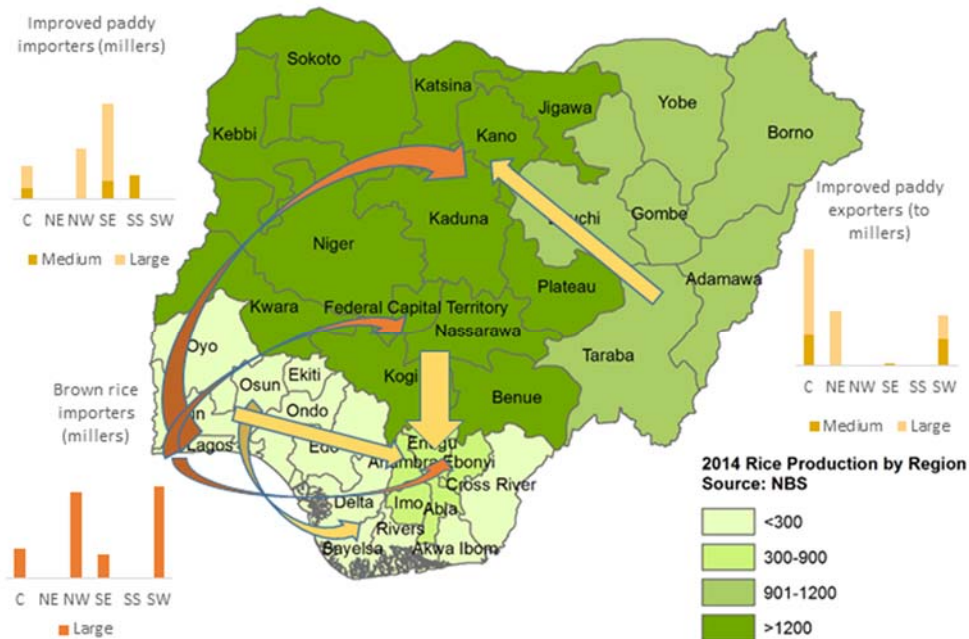 Improved paddy
importers (millers)
C NE NW SE SS SW
Medium Large
Sokoto
Katsina
Jigawa
Yobe
Borno
Kebbi
Kano
Kaduna
Gombe
Niger
Adamawa
Plateau
Kwara
Federal Capital Territory
Nassarawa
Taraba
Oyo
Kogi
Benue
Osun
Ekiti
Ondo
Lagos
Edo
Enugu
Anambra
Ebonyi
Cross River
Delta
Imo
Abia
Rivers
Bayelsa
Akwa Ibom
Improved paddy
exporters (to
millers)
C NE NW SE SS SW
Medium Large
Brown rice
importers
(millers)
C NE NW SE SS SW
Large
2014 Rice Production by Region
Source: NBS
<300
300-900
901-1200
>1200